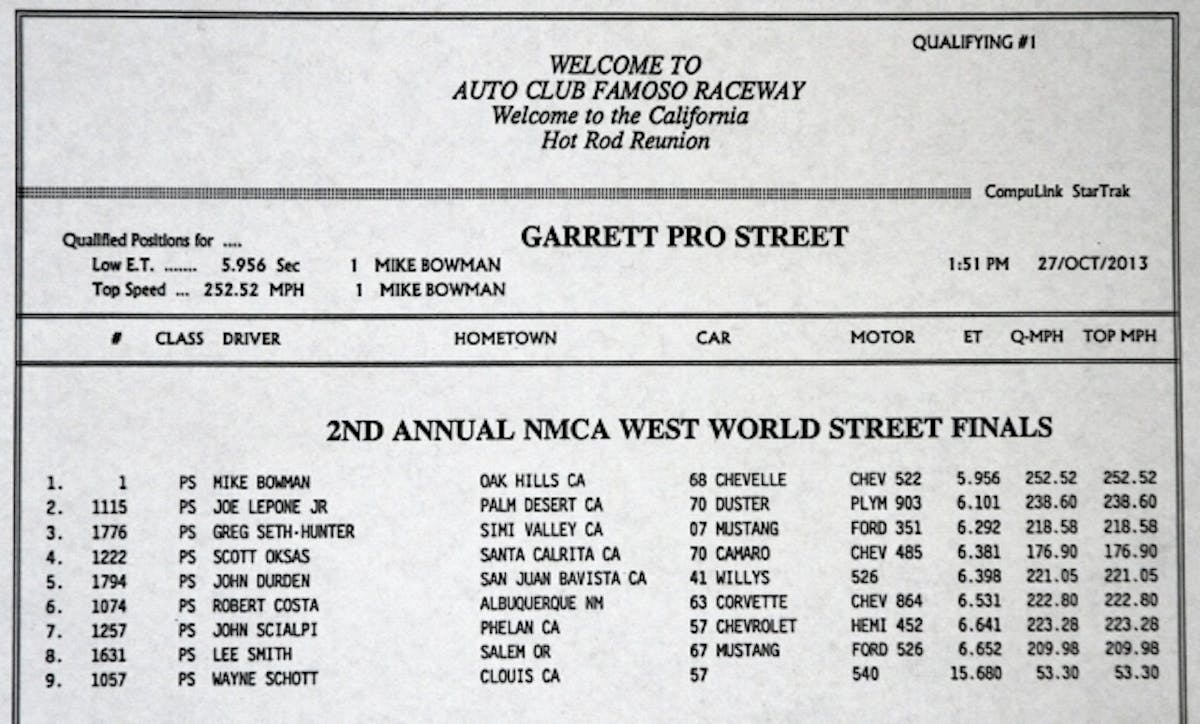 QUALIFYING #1
WELCOME TO
AUTO CLUB FAMOSO RACEWAY
Welcome to the California
Hot Rod Reunion
CompuLink StarTrak
Qualified Positions for .... GARRETT PRO STREET
Low E.T. ....... 5.956 Sec 1 MIKE BOWMAN 1:51 PM 27/OCT/2013
Top Speed ... 252.52 MPH 1 MIKE BOWMAN
# CLASS DRIVER HOMETOWN CAR MOTOR ET Q-MPH TOP MPH
2ND ANNUAL NMCA WEST WORLD STREET FINALS
1. 1 PS MIKE BOWMAN OAK HILLS CA 68 CHEVELLE CHEV 522 5.956 252.52 252.52
2. 1115 PS JOE LEPONE JR PALM DESERT CA 70 DUSTER PLYM 903 6.101 238.60 238.60
3. 1776 PS GREG SETH-HUNTER SIMI VALLEY CA 07 MUSTANG FORD 351 6.292 218.58 218.58
4. 1222 PS SCOTT OKSAS SANTA CALRITA CA 70 CAMARO CHEV 485 6.381 176.90 176.90
5. 1794 PS JOHN DURDEN SAN JUAN BAVISTA CA 41 WILLYS 526 6.398 221.05 221.05
6. 1074 PS ROBERT COSTA ALBUQUERQUE NM 63 CORVETTE CHEV 864 6.531 222.80 222.80
7. 1257 PS JOHN SCIALPI PHELAN CA 57 CHEVROLET HEMI 452 6.641 223.28 223.28
8. 1631 PS LEE SMITH SALEM OR 67 MUSTANG FORD 526 6.652 209.98 209.98
9. 1057 PS WAYNE SCHOTT CLOUIS CA 57 540 15.680 53.30 53.30